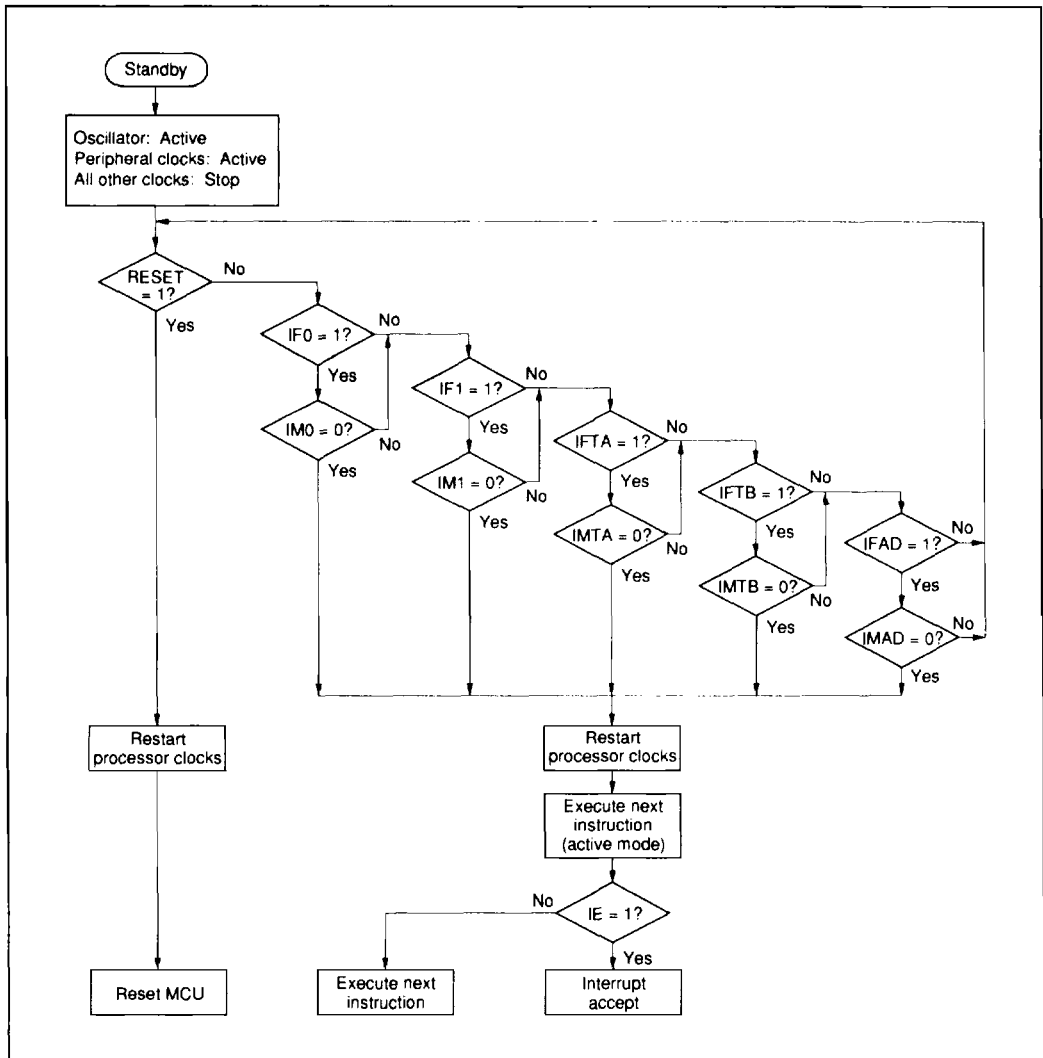 Standby
Oscillator: Active
Peripheral clocks: Active
All other clocks: Stop
RESET
= 1?
No
Yes
IF0 = 1?
No
Yes
IM0 = 0?
No
Yes
IF1 = 1?
No
Yes
IM1 = 0?
No
Yes
IFTA = 1?
No
Yes
IMTA = 0?
No
Yes
IFTB = 1?
No
Yes
IMTB = 0?
No
Yes
IFAD = 1?
No
Yes
IMAD = 0?
No
Yes
Restart
processor clocks
Restart
processor clocks
Execute next
instruction
(active mode)
IE = 1?
No
Yes
Reset MCU
Execute next
instruction
Interrupt
accept